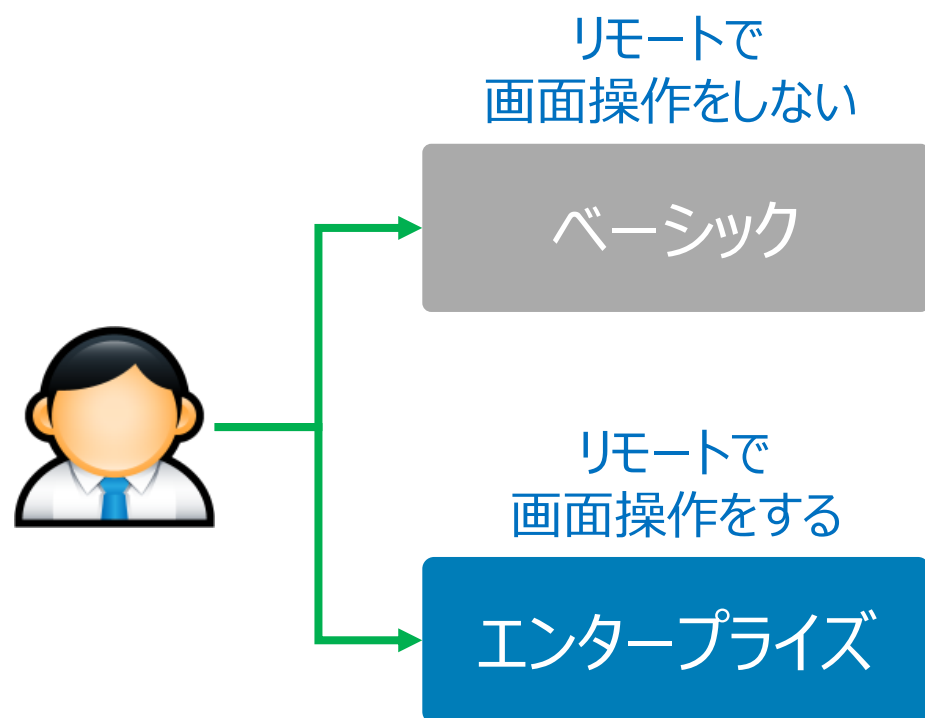 リモートで
画面操作をしない
ベーシック
リモートで
画面操作をする
エンタープライズ